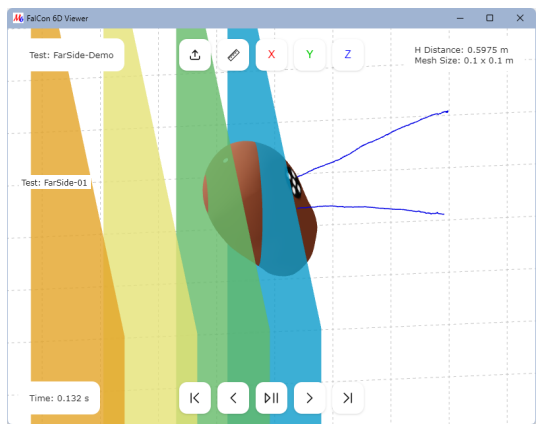 FalCon 6D Viewer
Test: FarSide-Demo
X
Y
Z
H Distance: 0.5975 m
Mesh Size: 0.1 x 0.1 m
Test: FarSide-01
Time: 0.132 s